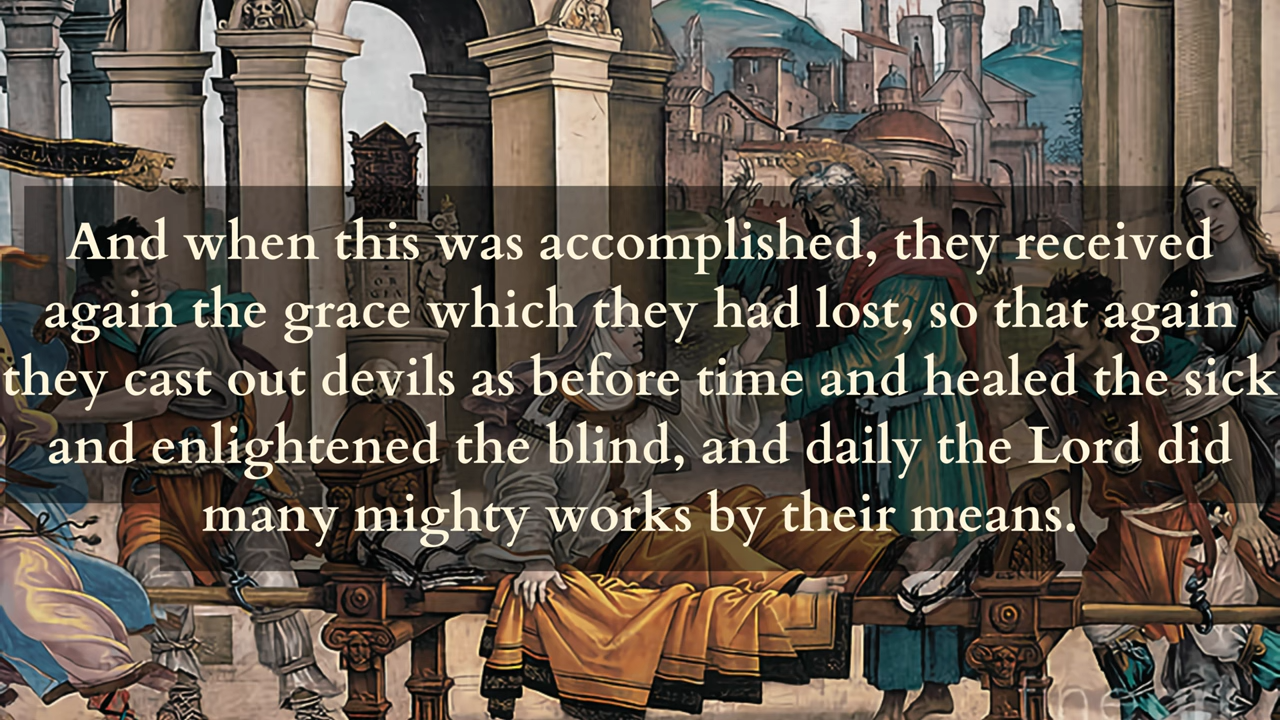 And when this was accomplished, they received
again the grace which they had lost, so that again
they cast out devils as before time and healed the sick
and enlightened the blind, and daily the Lord did
many mighty works by their means.